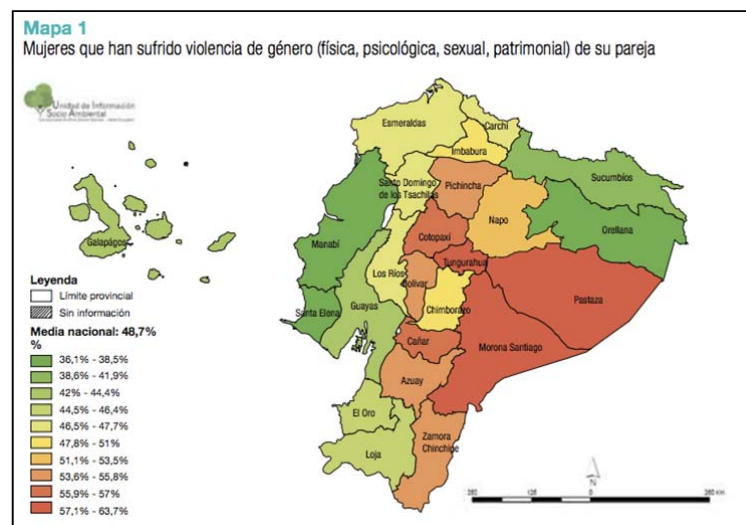 Mapa 1
Mujeres que han sufrido violencia de género (física, psicológica, sexual, patrimonial) de su pareja
Unidad de Información
Socio Ambiental
Esmeraldas
Carchi
Imbabura
Sucumbíos
Santo Domingo
de los Tsachilas
Pichincha
Napo
Orellana
Galapágos
Manabí
Cotopaxí
Tungurahua
Los Ríos
Bolivar
Pastaza
Santa Elena
Guayas
Chimborazo
Cañar
Morona Santiago
Azuay
El Oro
Zamora
Chinchipe
Loja
Leyenda
Límite provincial
Sin información
Media nacional: 48,7%
%
36,1% - 38,5%
38,6% - 41,9%
42% - 44,4%
44,5% - 46,4%
46,5% - 47,7%
47,8% - 51%
51,1% - 53,5%
53,6% - 55,8%
55,9% - 57%
57,1% - 63,7%
N